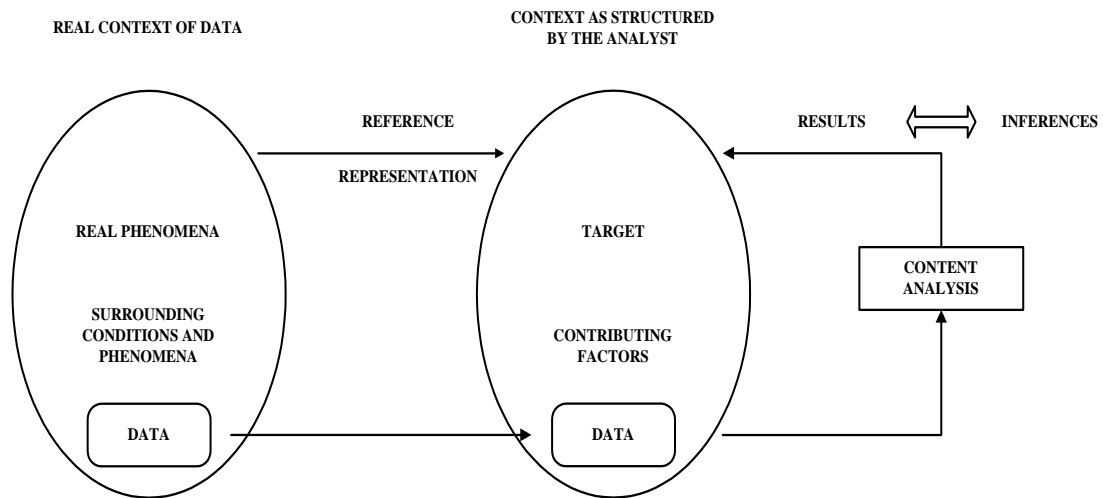 REAL CONTEXT OF DATA
CONTEXT AS STRUCTURED
BY THE ANALYST
REFERENCE
REPRESENTATION
RESULTS
INFERENCES
REAL PHENOMENA
TARGET
CONTENT
ANALYSIS
SURROUNDING
CONDITIONS AND
PHENOMENA
CONTRIBUTING
FACTORS
DATA
DATA